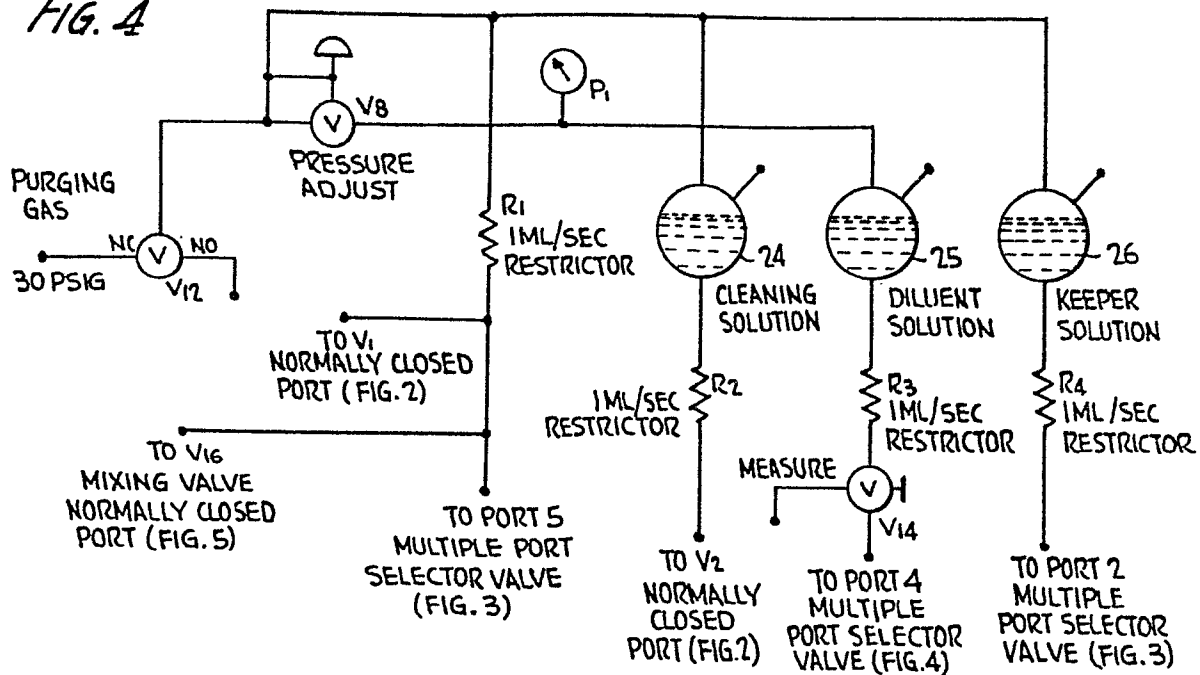 FIG. 4
V8
P1
PRESSURE
ADJUST
PURGING
GAS
NC
V
NO
30 PSIG
V12
V
R1
1ML/SEC
RESTRICTOR
24
CLEANING
SOLUTION
25
DILUENT
SOLUTION
26
KEEPER
SOLUTION
TO V1
NORMALLY CLOSED
PORT (FIG.2)
1ML/SEC
RESTRICTOR
R2
R3
1ML/SEC
RESTRICTOR
R4
1ML/SEC
RESTRICTOR
TO V16
MIXING VALVE
NORMALLY CLOSED
PORT (FIG.5)
MEASURE
V
V14
TO PORT 5
MULTIPLE PORT
SELECTOR VALVE
(FIG.3)
TO V2
NORMALLY
CLOSED
PORT (FIG.2)
TO PORT 4
MULTIPLE
PORT SELECTOR
VALVE (FIG.4)
TO PORT 2
MULTIPLE
PORT SELECTOR
VALVE (FIG.3)